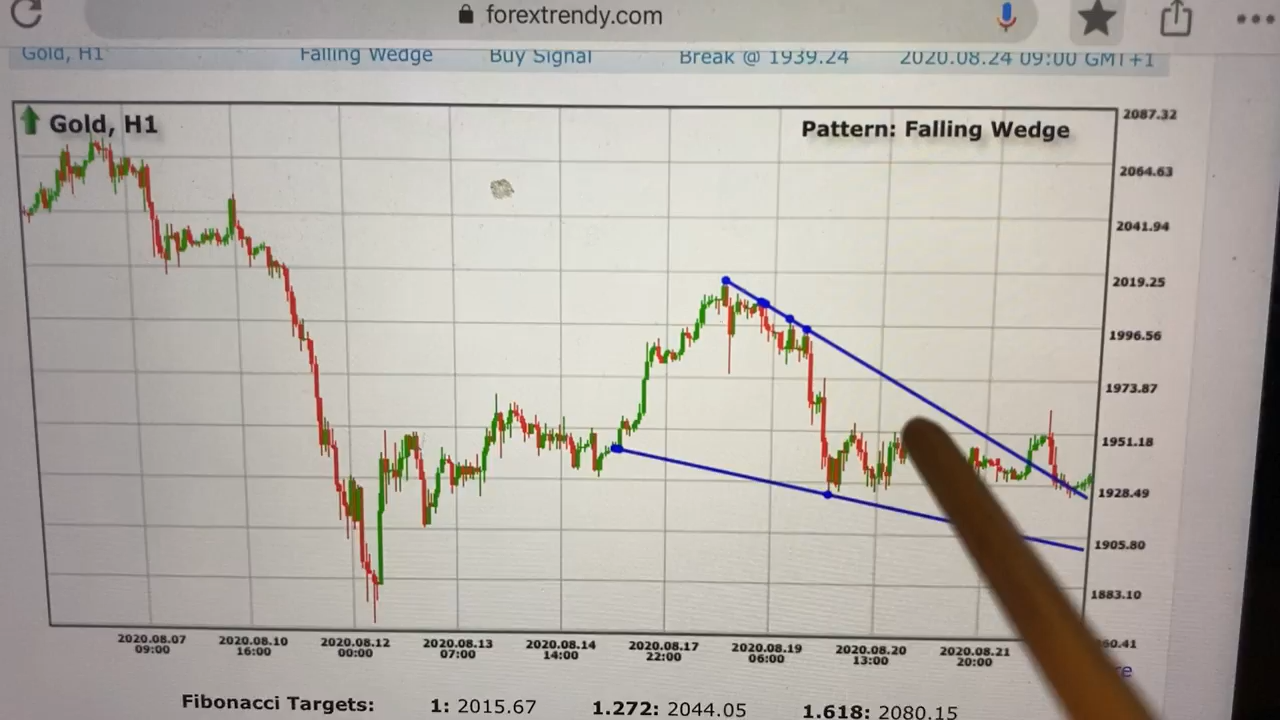 forextrendy.com
Gold, H1 Falling Wedge Buy Signal Break @ 1939.24 2020.08.24 09:00 GMT+1
Gold, H1
Pattern: Falling Wedge
2087.32
2064.63
2041.94
2019.25
1996.56
1973.87
1951.18
1928.49
1905.80
1883.10
60.41
2020.08.07 2020.08.10 2020.08.12 2020.08.13 2020.08.14 2020.08.17 2020.08.19 2020.08.20 2020.08.21
09:00 16:00 00:00 07:00 14:00 22:00 06:00 13:00 20:00
Fibonacci Targets: 1: 2015.67 1.272: 2044.05 1.618: 2080.15